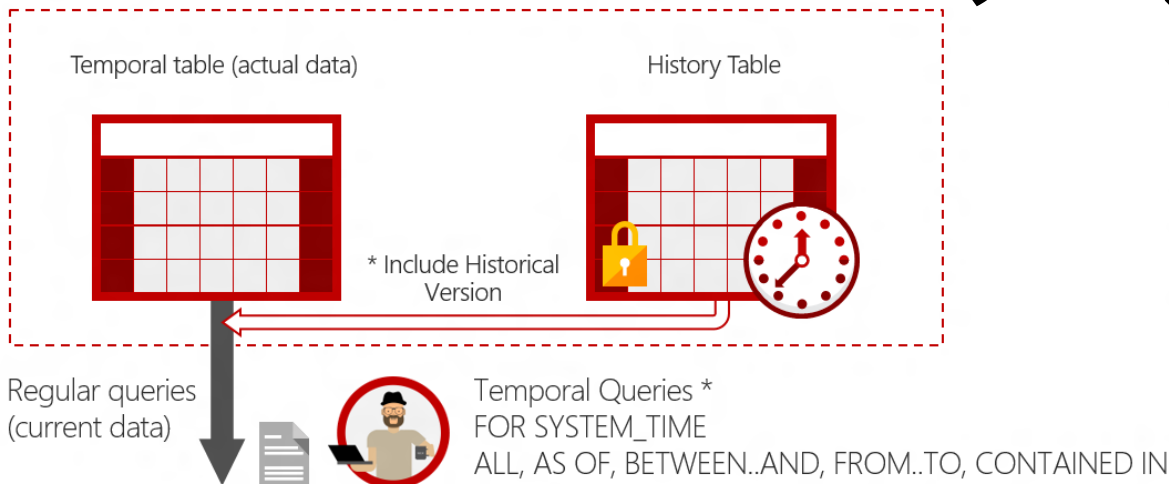 Temporal table (actual data)
History Table
* Include Historical
Version
Regular queries
(current data)
Temporal Queries *
FOR SYSTEM_TIME
ALL, AS OF, BETWEEN..AND, FROM..TO, CONTAINED IN